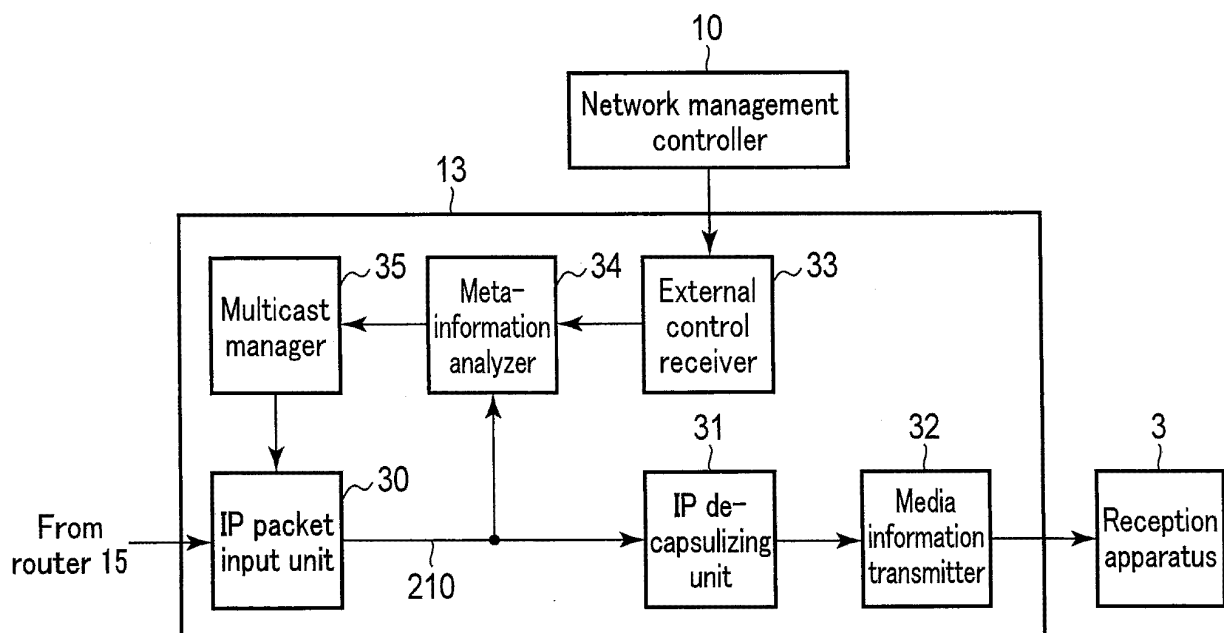 10
Network management
controller
13
35
Multicast
manager
34
Meta-
information
analyzer
33
External
control
receiver
From
router 15
30
IP packet
input unit
210
31
IP de-
capsulizing
unit
32
Media
information
transmitter
3
Reception
apparatus